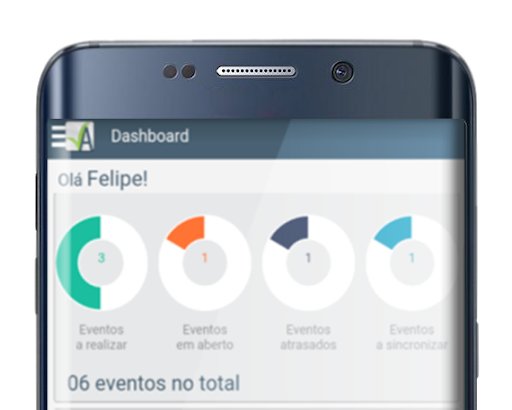 A
Dashboard
Olá Felipe!
3
1
1
1
Eventos
a realizar
Eventos
em aberto
Eventos
atrasados
Eventos
a sincronizar
06 eventos no total